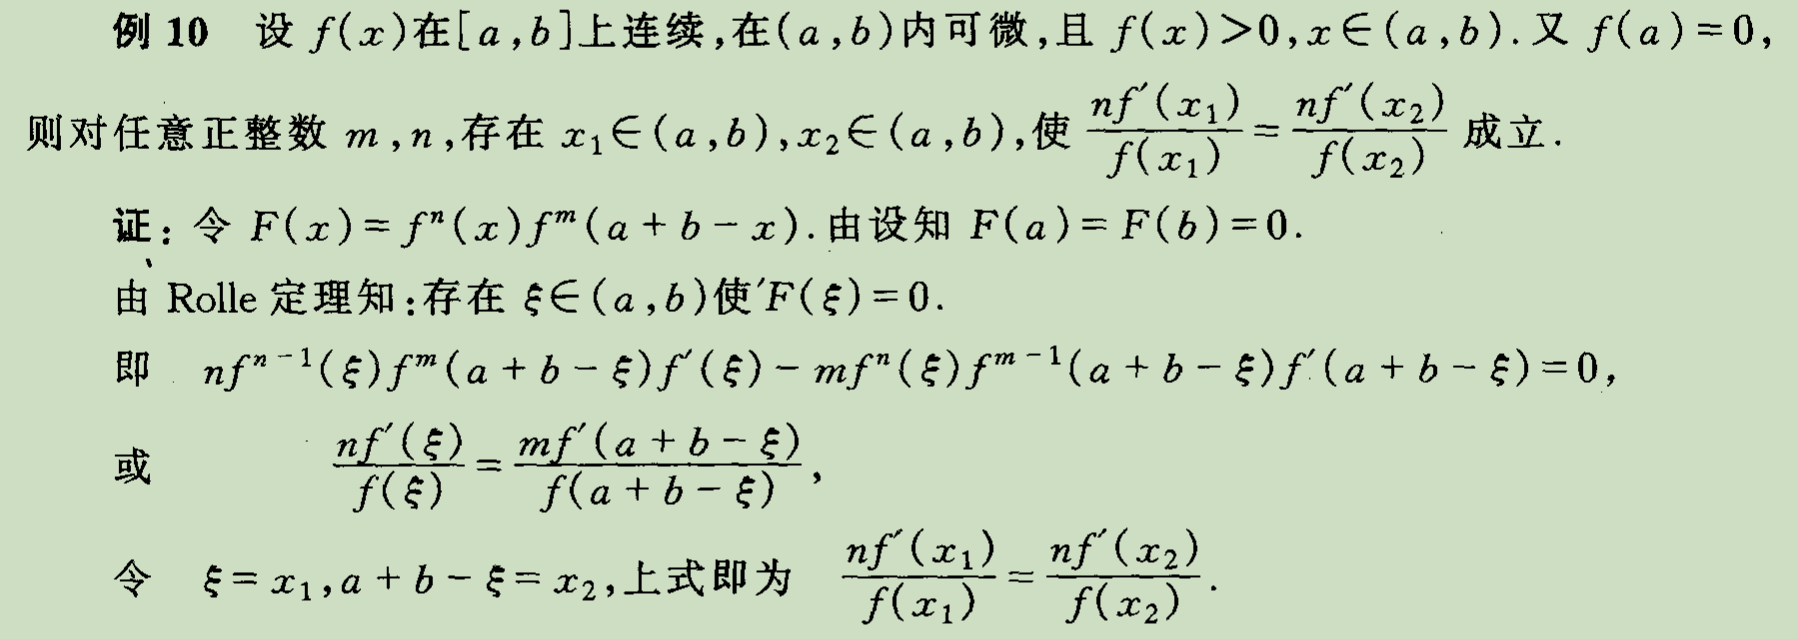 例 10 设 f(x)在[a,b]上连续,在(a,b)内可微,且 f(x)>0,x∈(a,b).又 f(a)=0,
则对任意正整数 m,n,存在 x₁∈(a,b),x₂∈(a,b),使 nf′(x₁)/f(x₁) = nf′(x₂)/f(x₂) 成立.
证:令 F(x)=fⁿ(x)fᵐ(a+b-x).由设知 F(a)=F(b)=0.
由 Rolle 定理知:存在 ξ∈(a,b)使′F(ξ)=0.
即 nfⁿ⁻¹(ξ)fᵐ(a+b-ξ)f′(ξ)-mfⁿ(ξ)fᵐ⁻¹(a+b-ξ)f′(a+b-ξ)=0,
或 nf′(ξ)/f(ξ) = mf′(a+b-ξ)/f(a+b-ξ),
令 ξ=x₁,a+b-ξ=x₂,上式即为 nf′(x₁)/f(x₁) = nf′(x₂)/f(x₂).